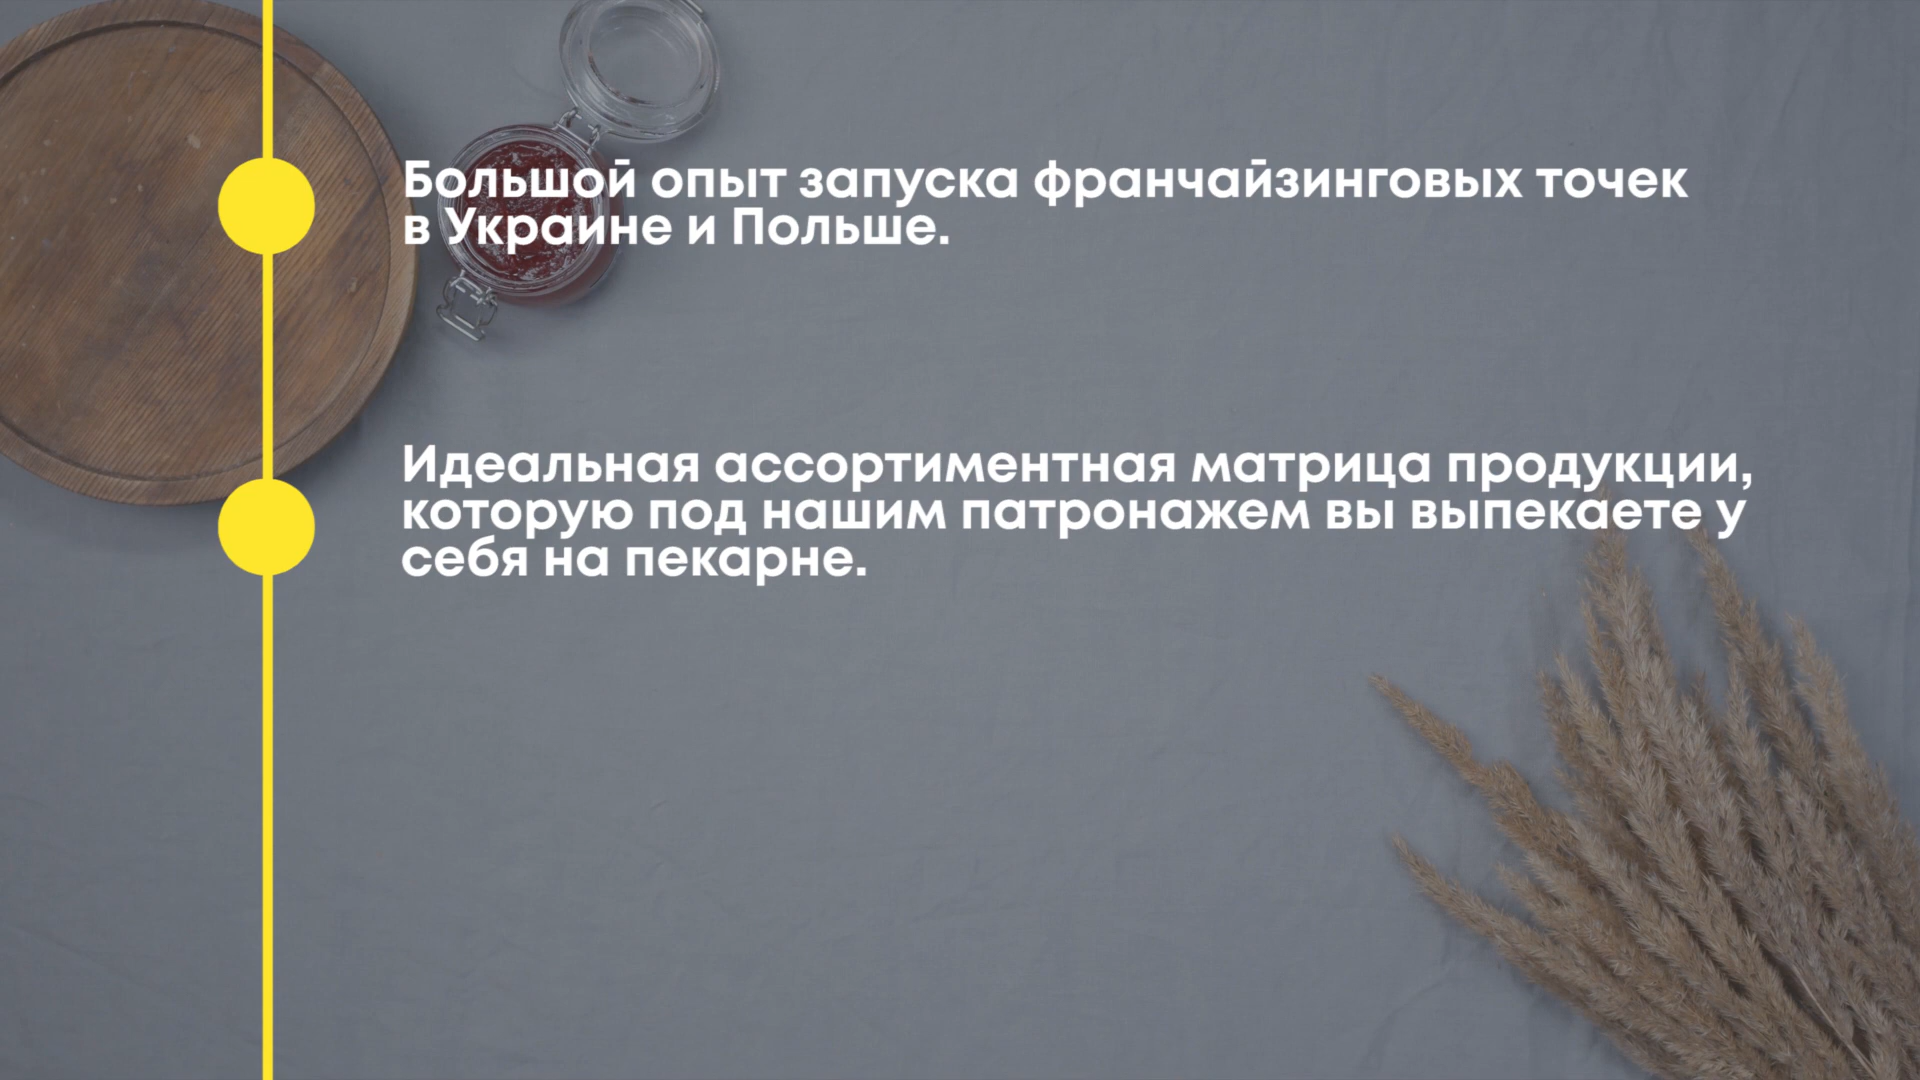 Большой опыт запуска франчайзинговых точек
в Украине и Польше.
Идеальная ассортиментная матрица продукции,
которую под нашим патронажем вы выпекаете у
себя на пекарне.